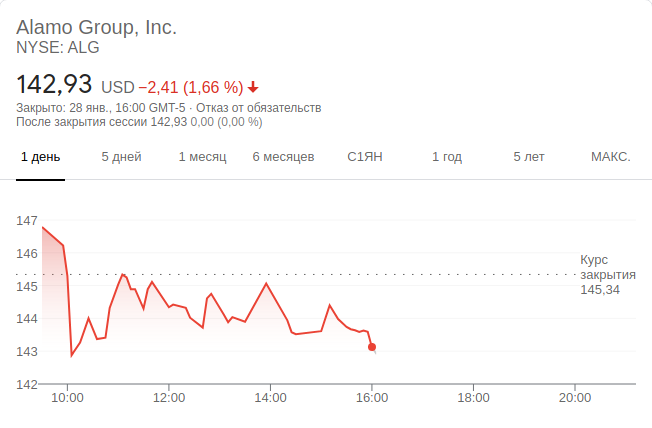 Alamo Group, Inc.
NYSE: ALG
142,93 USD −2,41 (1,66 %)
Закрыто: 28 янв., 16:00 GMT-5 · Отказ от обязательств
После закрытия сессии 142,93 0,00 (0,00 %)
1 день 5 дней 1 месяц 6 месяцев С1ЯН 1 год 5 лет МАКС.
147
146
Курс
закрытия
145,34
145
144
143
142
10:00 12:00 14:00 16:00 18:00 20:00